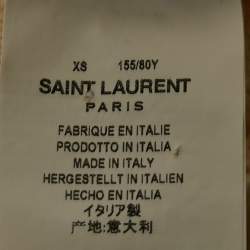 XS 155/80Y
SAINT LAURENT
PARIS
FABRIQUE EN ITALIE
PRODOTTO IN ITALIA
MADE IN ITALY
HERGESTELLT IN ITALIEN
HECHO EN ITALIA
イタリア製
地:意大利